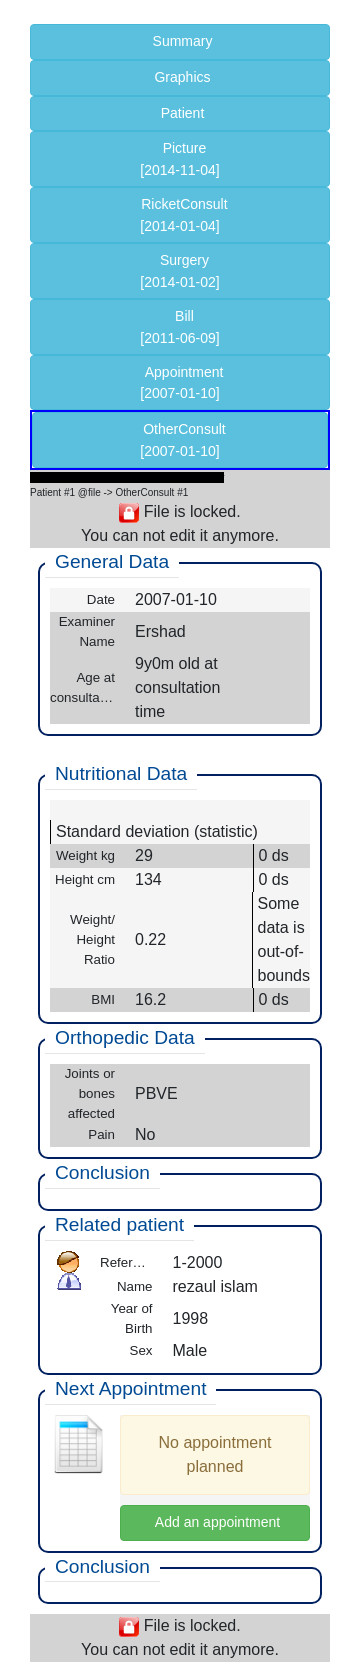 Summary
Graphics
Patient
Picture
[2014-11-04]
RicketConsult
[2014-01-04]
Surgery
[2014-01-02]
Bill
[2011-06-09]
Appointment
[2007-01-10]
OtherConsult
[2007-01-10]
Patient #1 @file -> OtherConsult #1
File is locked.
You can not edit it anymore.
General Data
Date 2007-01-10
Examiner
Name
Ershad
Age at
consulta…
9y0m old at
consultation
time
Nutritional Data
Standard deviation (statistic)
Weight kg 29 0 ds
Height cm 134 0 ds
Weight/
Height
Ratio
0.22
Some
data is
out-of-
bounds
BMI 16.2 0 ds
Orthopedic Data
Joints or
bones
affected
PBVE
Pain No
Conclusion
Related patient
Refer… 1-2000
Name rezaul islam
Year of
Birth
1998
Sex Male
Next Appointment
No appointment
planned
Add an appointment
Conclusion
File is locked.
You can not edit it anymore.